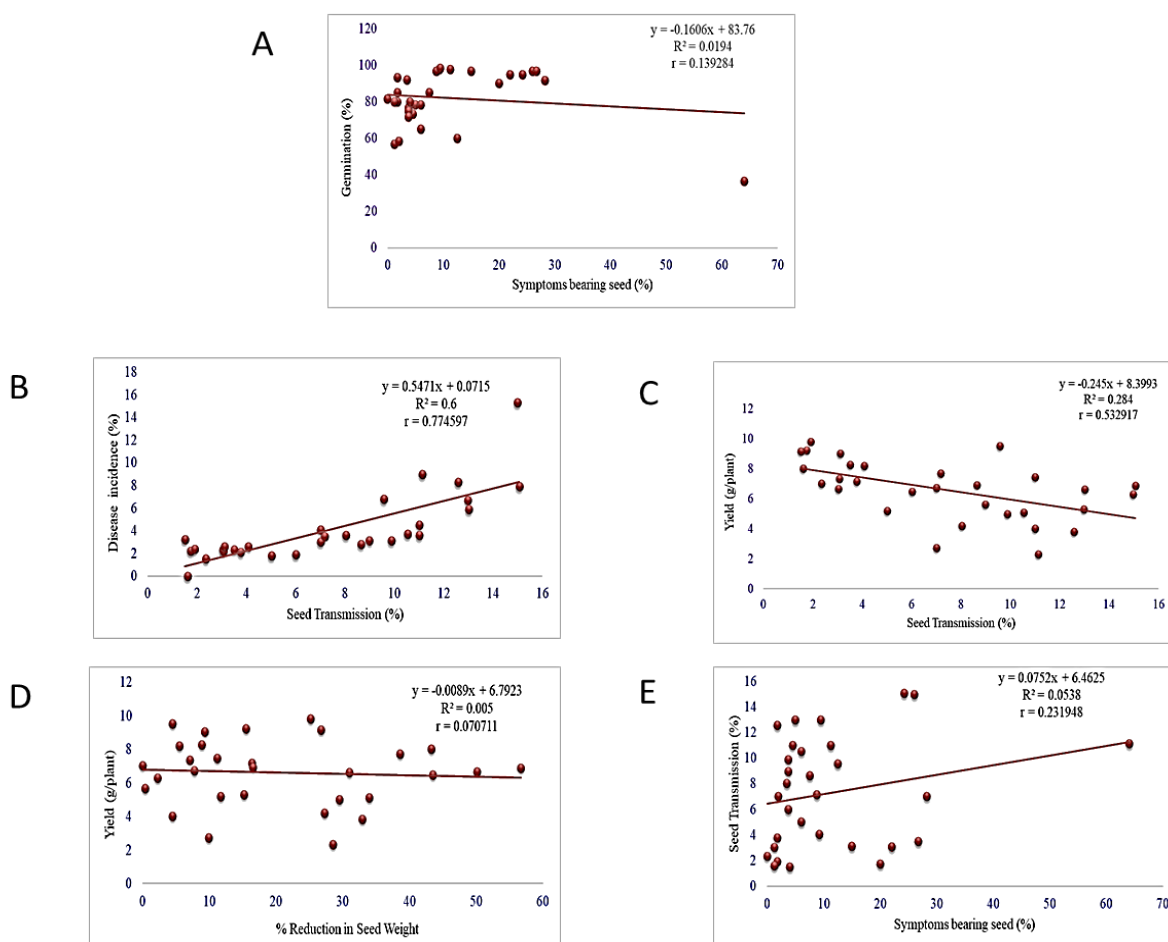 A
y = -0.1606x + 83.76
R² = 0.0194
r = 0.139284
Germination (%)
120
100
80
60
40
20
0
0 10 20 30 40 50 60 70
Symptoms bearing seed (%)
B
y = 0.5471x + 0.0715
R² = 0.6
r = 0.774597
Disease incidence (%)
18
16
14
12
10
8
6
4
2
0
0 2 4 6 8 10 12 14 16
Seed Transmission (%)
C
y = -0.245x + 8.3993
R² = 0.284
r = 0.532917
Yield (g/plant)
12
10
8
6
4
2
0
0 2 4 6 8 10 12 14 16
Seed Transmission (%)
D
y = -0.0089x + 6.7923
R² = 0.005
r = 0.070711
Yield (g/plant)
12
10
8
6
4
2
0
0 10 20 30 40 50 60
% Reduction in Seed Weight
E
y = 0.0752x + 6.4625
R² = 0.0538
r = 0.231948
Seed Transmission (%)
16
14
12
10
8
6
4
2
0
0 10 20 30 40 50 60 70
Symptoms bearing seed (%)